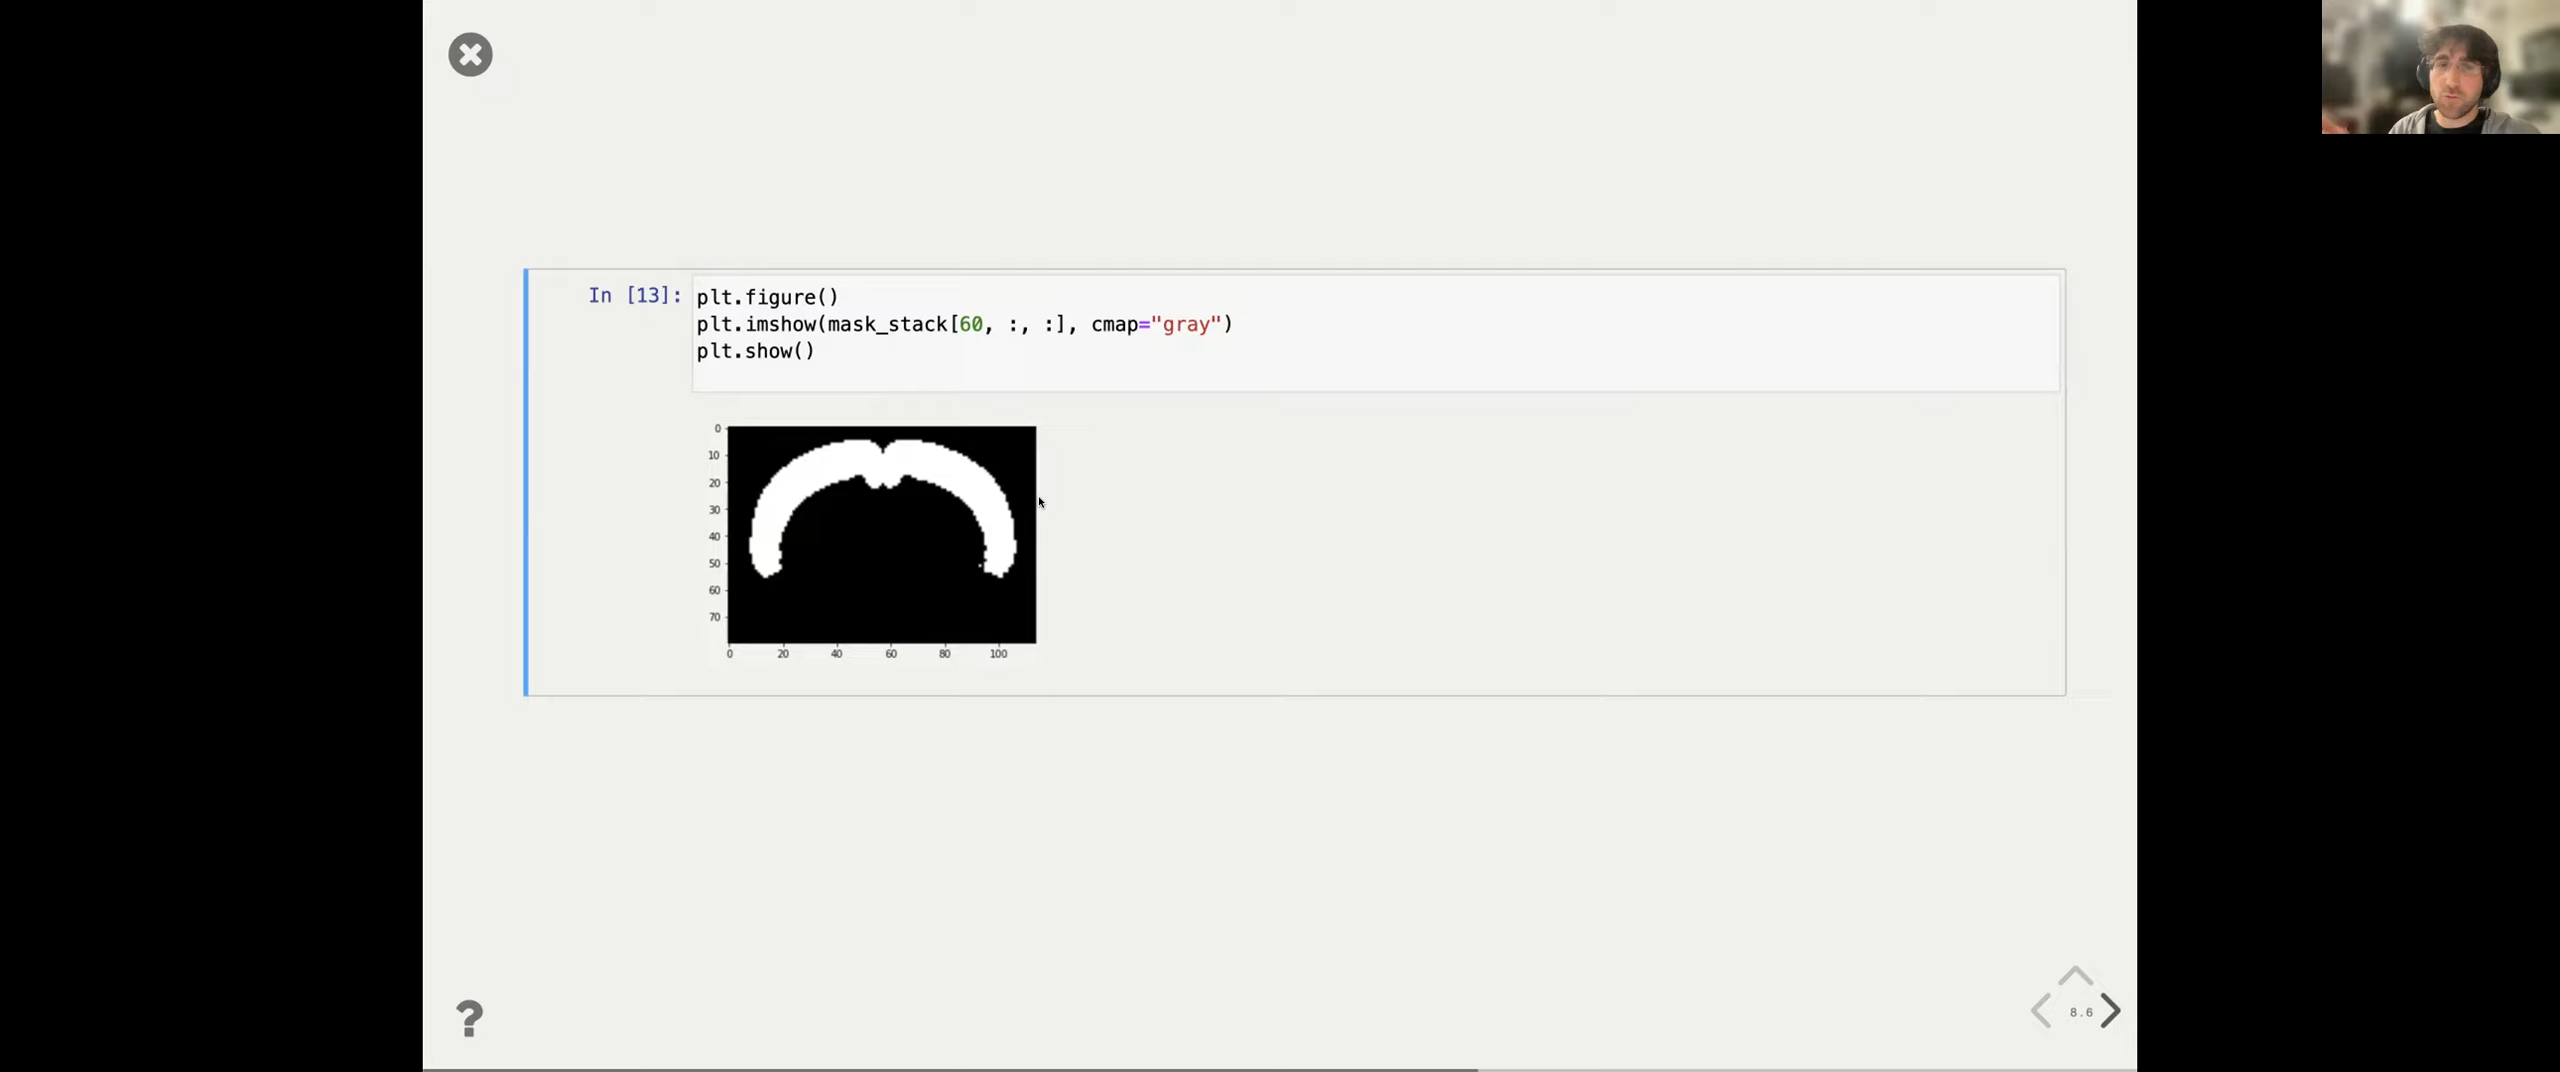 In [13]: plt.figure()
plt.imshow(mask_stack[60, :, :], cmap="gray")
plt.show()
0
10
20
30
40
50
60
70
0 20 40 60 80 100
?
8.6